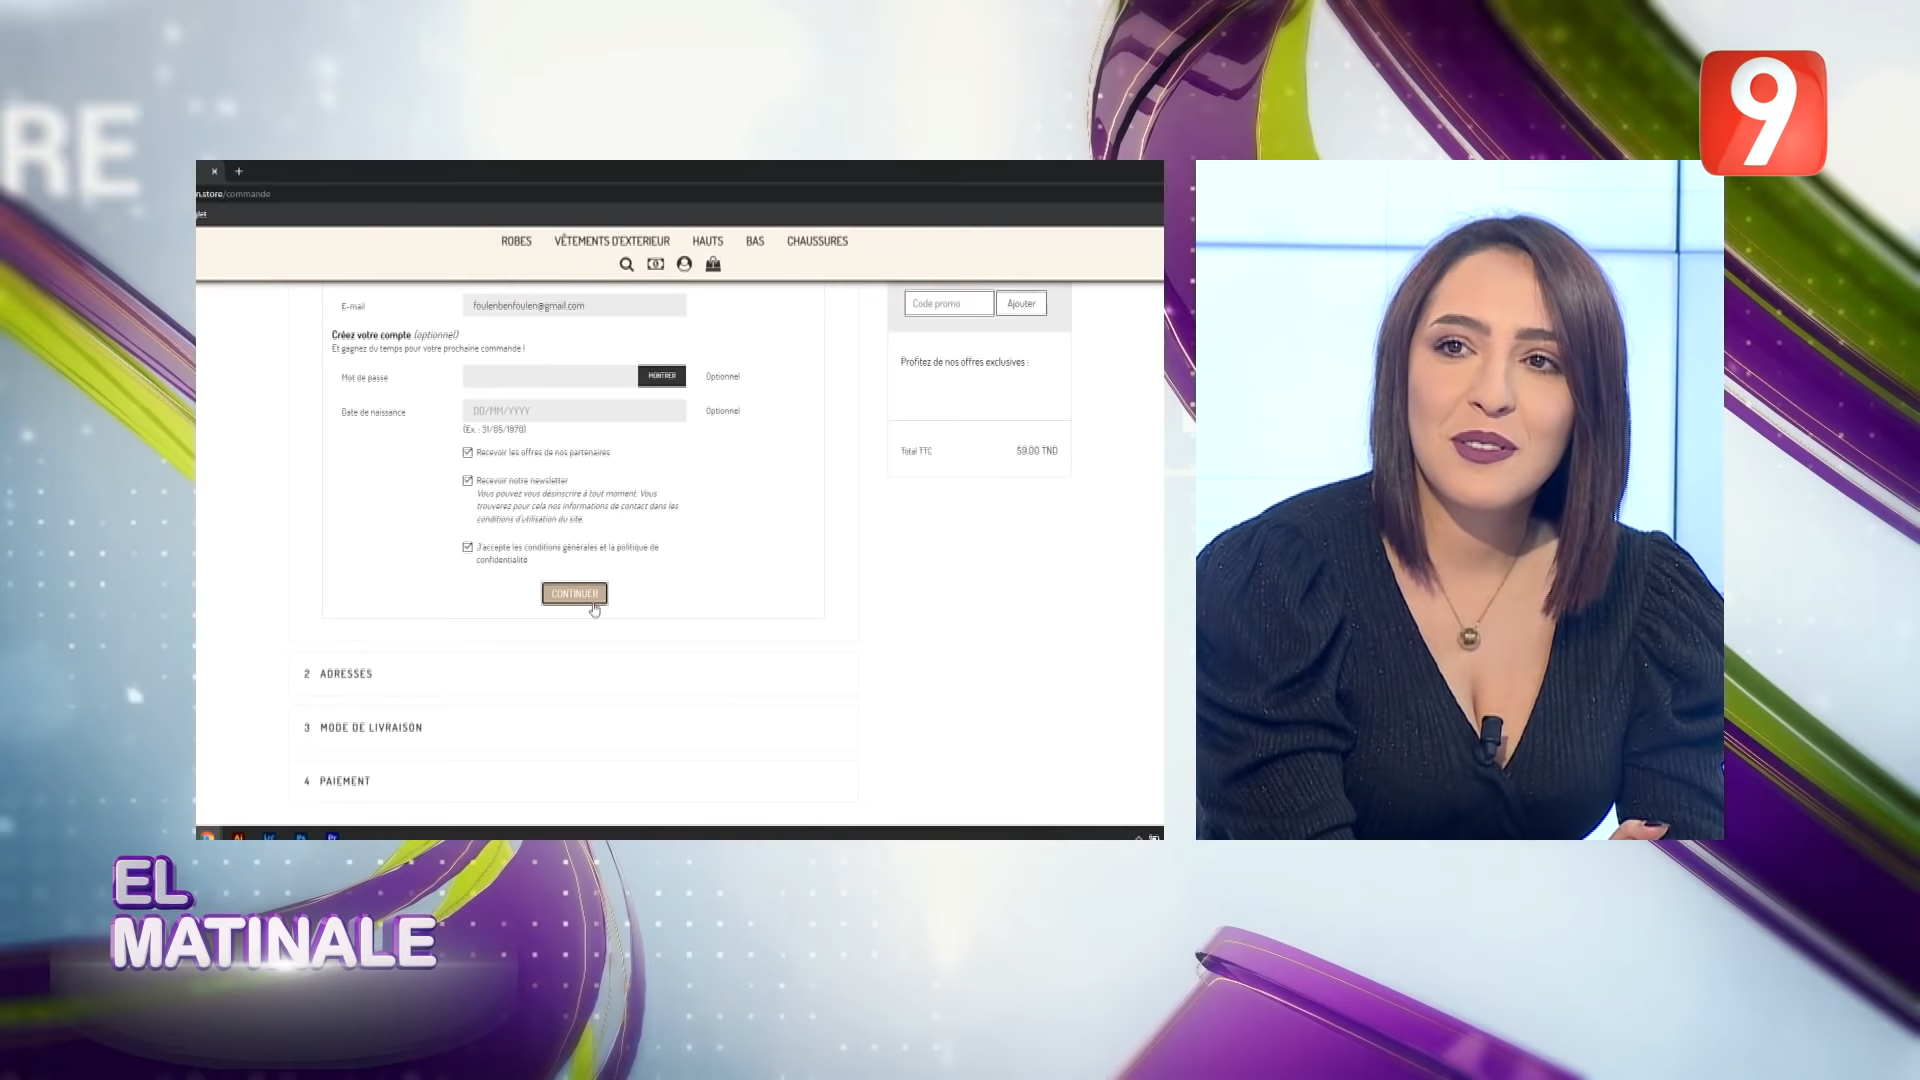 RE
9
n.store/commande
ROBES VÊTEMENTS D'EXTERIEUR HAUTS BAS CHAUSSURES
E-mail foulenbenfoulen@gmail.com
Créez votre compte (optionnel)
Et gagnez du temps pour votre prochaine commande !
Mot de passe MONTRER Optionnel
Date de naissance DD/MM/YYYY Optionnel
(Ex. : 31/05/1970)
Recevoir les offres de nos partenaires
Recevoir notre newsletter
Vous pouvez vous désinscrire à tout moment. Vous
trouverez pour cela nos informations de contact dans les
conditions d'utilisation du site.
J'accepte les conditions générales et la politique de
confidentialité
CONTINUER
2 ADRESSES
3 MODE DE LIVRAISON
4 PAIEMENT
Code promo Ajouter
Profitez de nos offres exclusives :
Total TTC 59.00 TND
EL
MATINALE